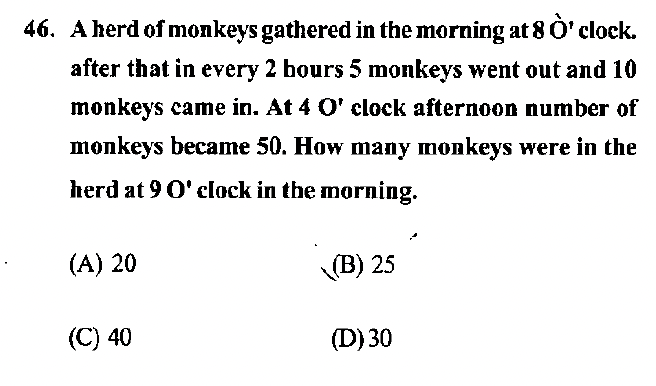 46. A herd of monkeys gathered in the morning at 8 Ò' clock.
after that in every 2 hours 5 monkeys went out and 10
monkeys came in. At 4 O' clock afternoon number of
monkeys became 50. How many monkeys were in the
herd at 9 O' clock in the morning.
(A) 20 (B) 25
(C) 40 (D) 30